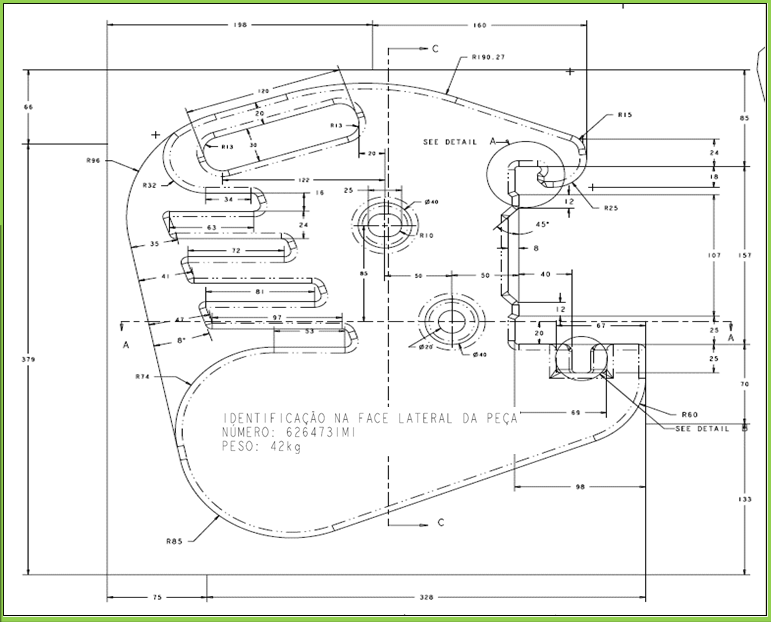 198
160
C
R190.27
120
66
20
R15
R13
SEE DETAIL
A
85
24
R13
30
20
R96
R32
122
18
25
Ø40
16
12
R25
34
63
24
R10
45°
35
72
8
107
157
85
50
50
40
41
81
12
47
97
67
A
53
20
25
A
8°
Ø20
Ø40
25
379
R74
70
69
R60
IDENTIFICAÇÃO NA FACE LATERAL DA PEÇA
NÚMERO: 626473IMI
SEE DETAIL B
PESO: 42kg
98
133
C
R85
75
328